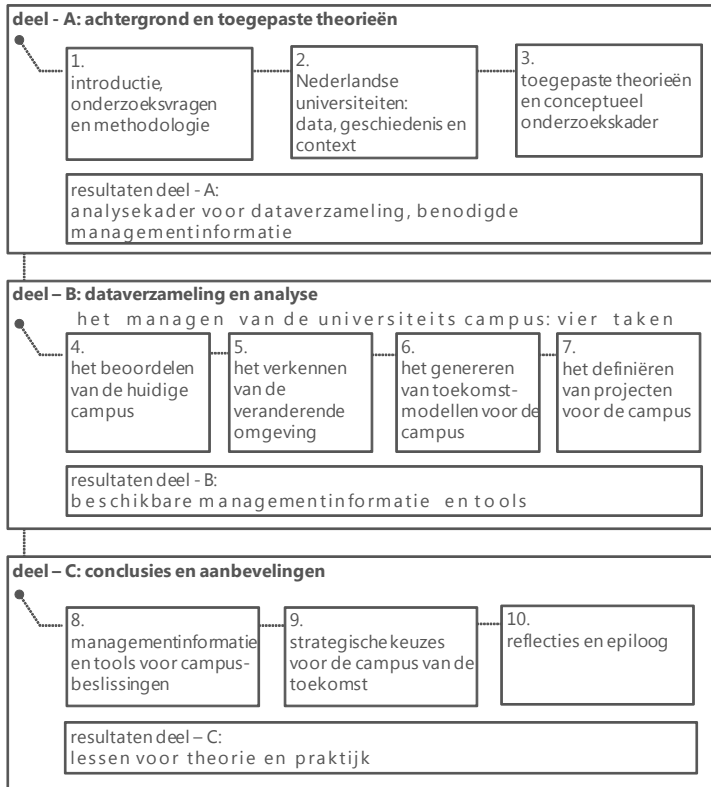 deel - A: achtergrond en toegepaste theorieën
1.
introductie,
onderzoeksvragen
en methodologie
2.
Nederlandse
universiteiten:
data, geschiedenis en
context
3.
toegepaste theorieën
en conceptueel
onderzoekskader
resultaten deel - A:
analysekader voor dataverzameling, benodigde
managementinformatie
deel – B: dataverzameling en analyse
het managen van de universiteits campus: vier taken
4.
het beoordelen
van de huidige
campus
5.
het verkennen
van de
veranderende
omgeving
6.
het genereren
van toekomst-
modellen voor de
campus
7.
het definiëren
van projecten
voor de campus
resultaten deel - B:
beschikbare managementinformatie en tools
deel – C: conclusies en aanbevelingen
8.
managementinformatie
en tools voor campus-
beslissingen
9.
strategische keuzes
voor de campus van de
toekomst
10.
reflecties en epiloog
resultaten deel – C:
lessen voor theorie en praktijk